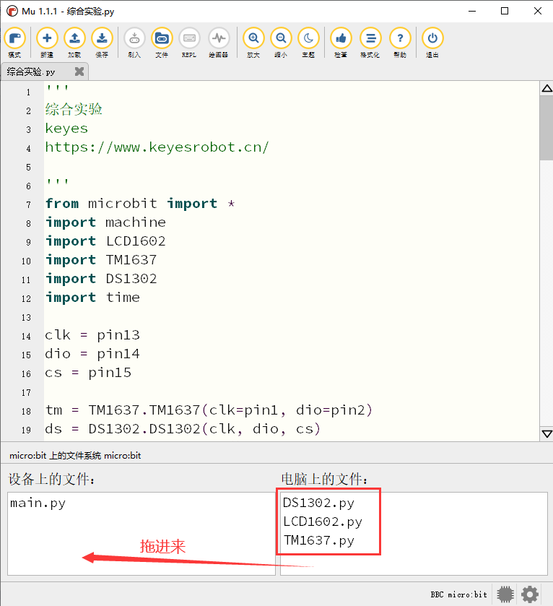 Mu 1.1.1 - 综合实验.py
模式 新建 加载 保存 刷入 文件 REPL 绘图器 放大 缩小 主题 检查 格式化 帮助 退出
综合实验.py
1 '''
2 综合实验
3 keyes
4 https://www.keyesrobot.cn/
5
6 '''
7 from microbit import *
8 import machine
9 import LCD1602
10 import TM1637
11 import DS1302
12 import time
13
14 clk = pin13
15 dio = pin14
16 cs = pin15
17
18 tm = TM1637.TM1637(clk=pin1, dio=pin2)
19 ds = DS1302.DS1302(clk, dio, cs)
micro:bit 上的文件系统 micro:bit
设备上的文件: 电脑上的文件:
main.py DS1302.py
LCD1602.py
TM1637.py
拖进来
BBC micro:bit